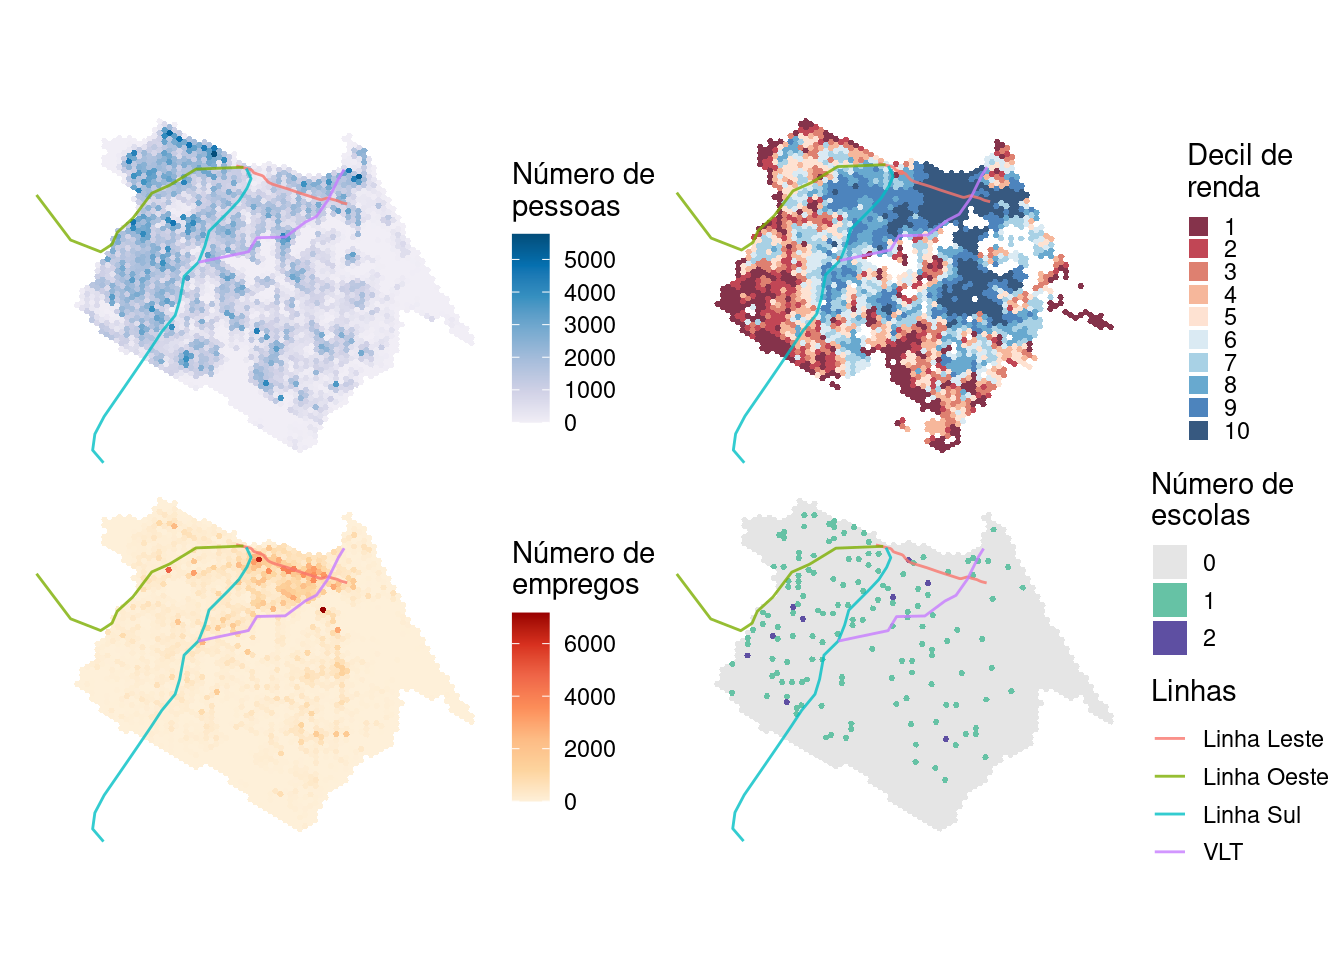 Número de
pessoas
5000
4000
3000
2000
1000
0
Decil de
renda
1
2
3
4
5
6
7
8
9
10
Número de
empregos
6000
4000
2000
0
Número de
escolas
0
1
2
Linhas
Linha Leste
Linha Oeste
Linha Sul
VLT